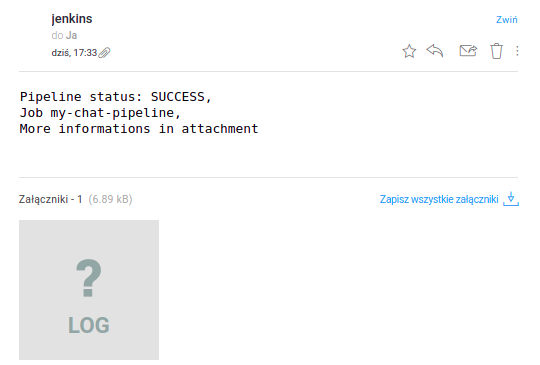 jenkins
Zwiń
do Ja
dziś, 17:33
Pipeline status: SUCCESS,
Job my-chat-pipeline,
More informations in attachment
Załączniki - 1 (6.89 kB)
Zapisz wszystkie załączniki
?
LOG